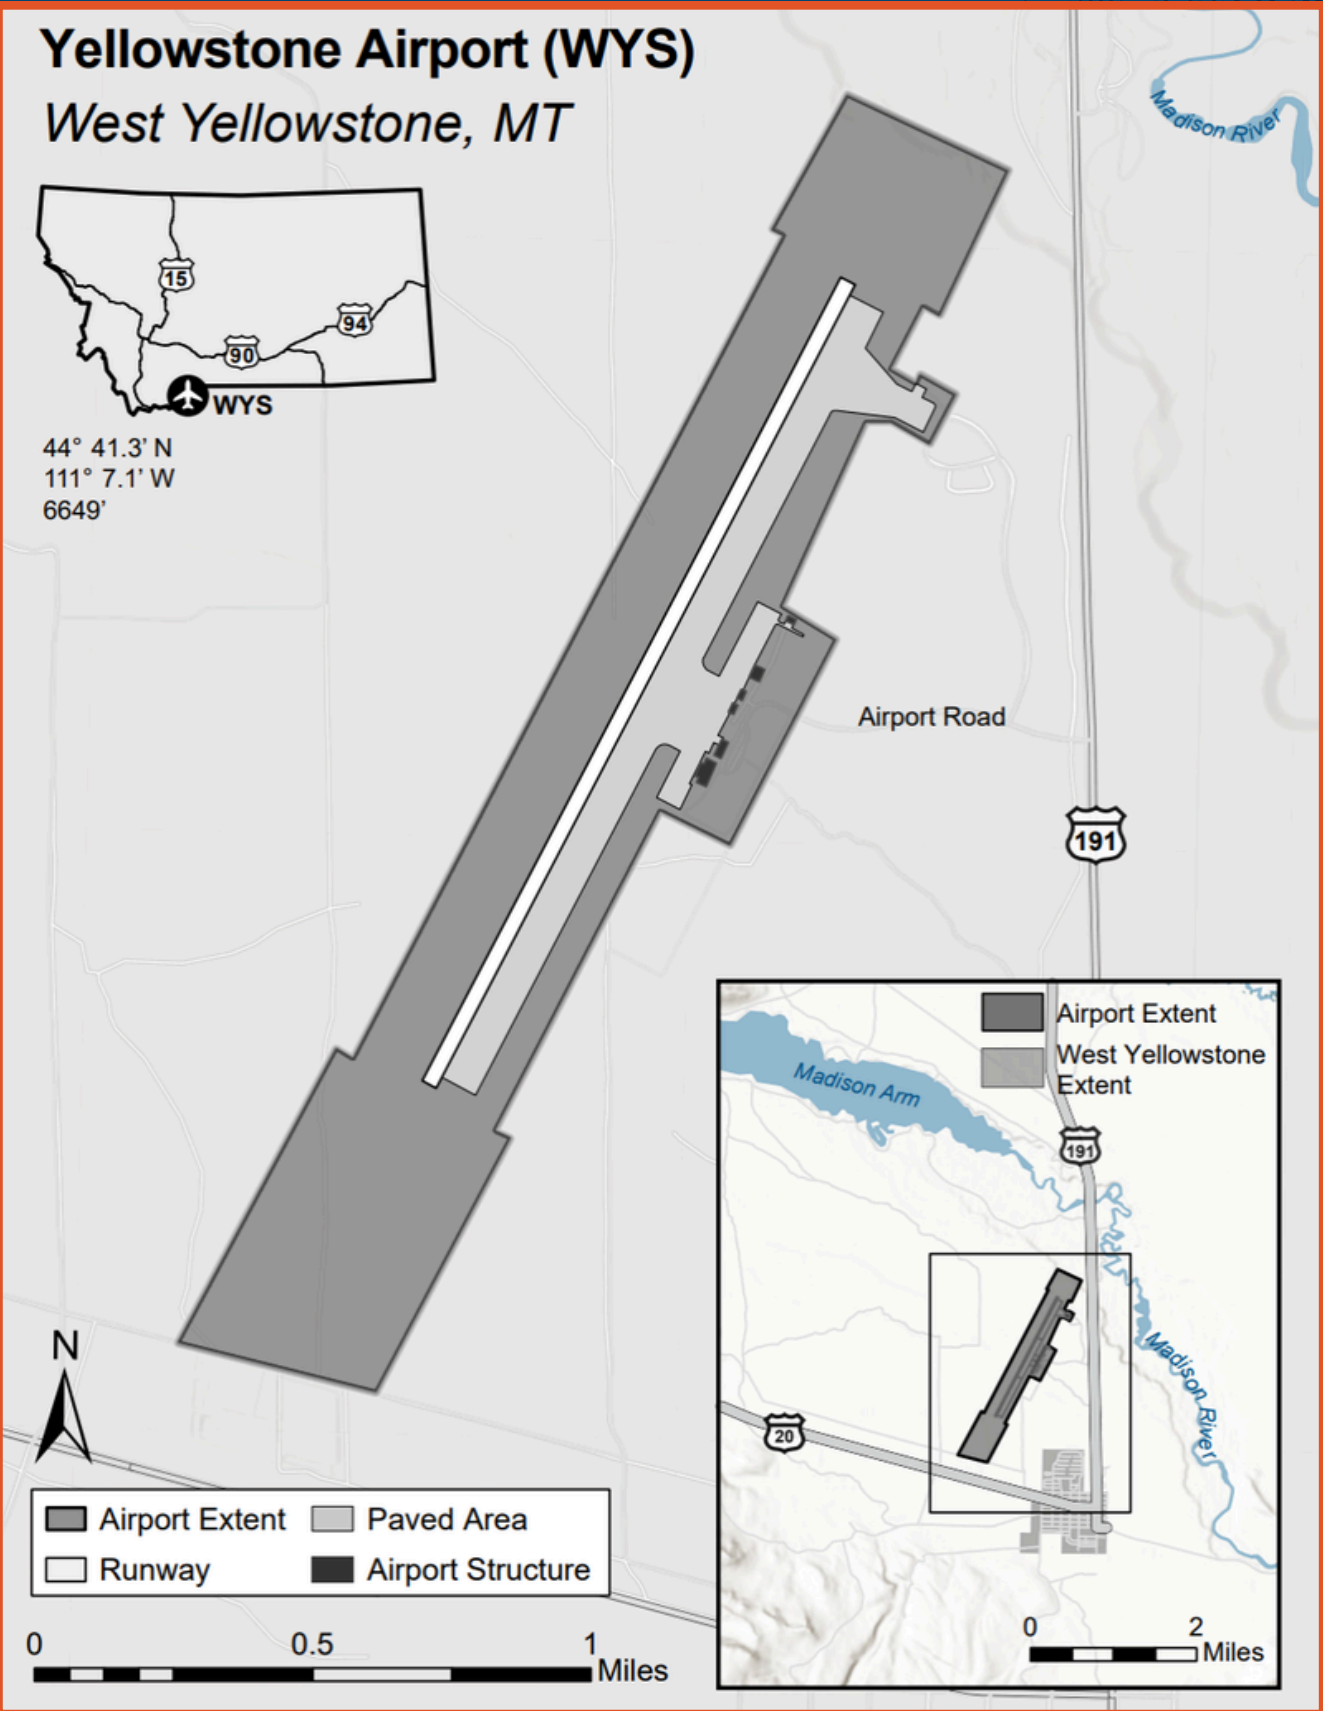 Yellowstone Airport (WYS)
West Yellowstone, MT
Madison River
15
94
90
WYS
44° 41.3’ N
111° 7.1’ W
6649’
Airport Road
191
Airport Extent
West Yellowstone
Extent
Madison Arm
191
Madison River
20
0 2
Miles
N
Airport Extent
Paved Area
Runway
Airport Structure
0 0.5 1
Miles